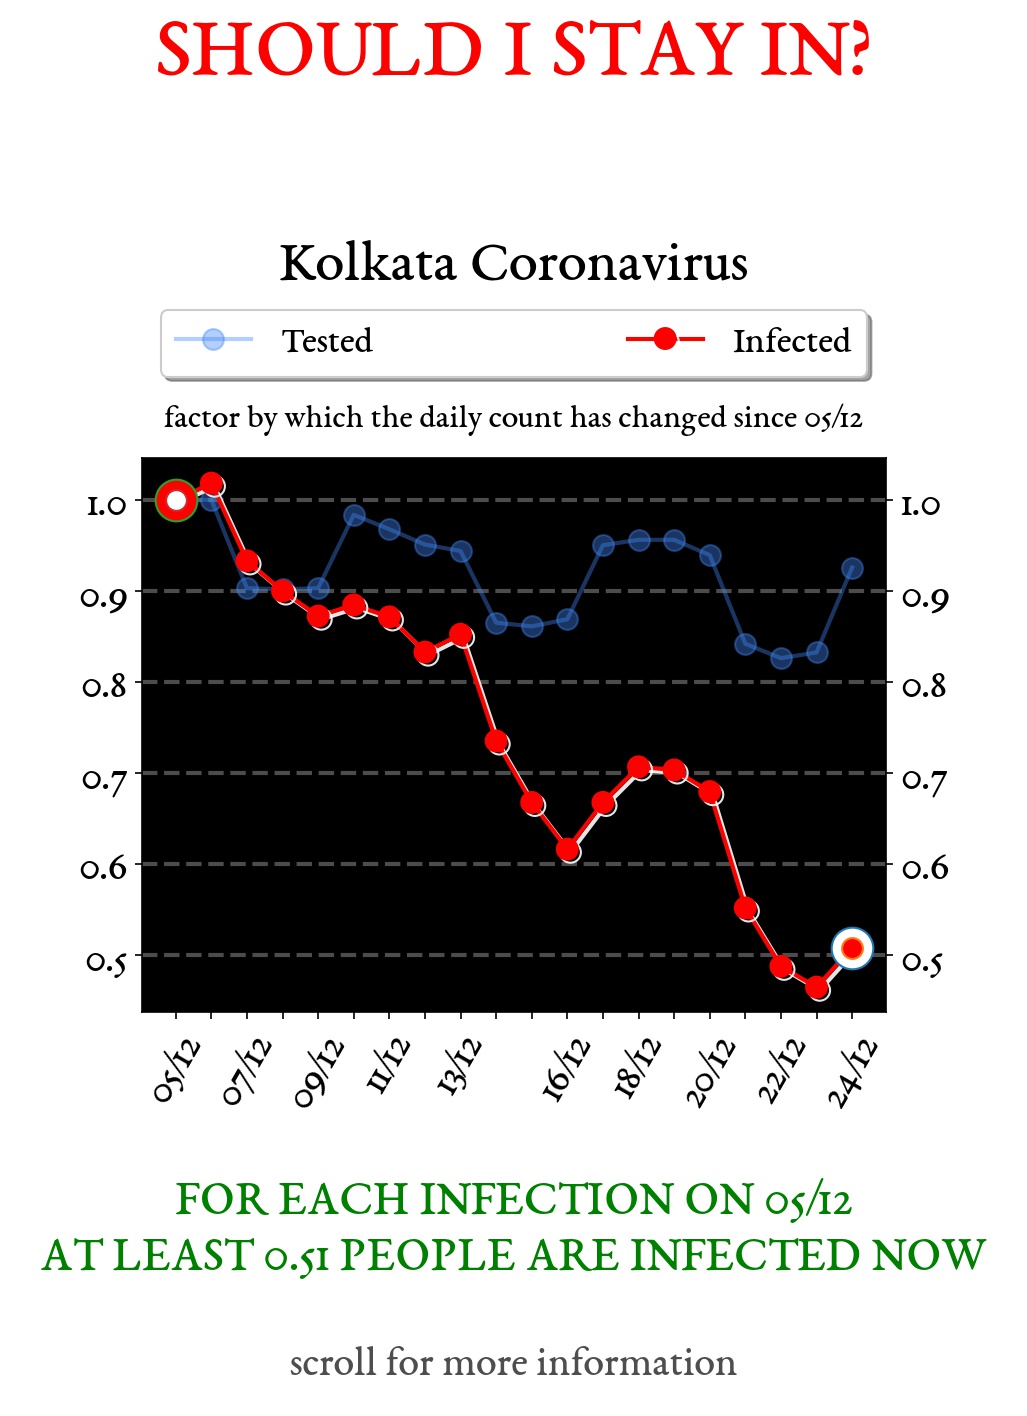 SHOULD I STAY IN?
Kolkata Coronavirus
Tested Infected
factor by which the daily count has changed since 05/12
1.0 1.0
0.9 0.9
0.8 0.8
0.7 0.7
0.6 0.6
0.5 0.5
05/12 07/12 09/12 11/12 13/12 16/12 18/12 20/12 22/12 24/12
FOR EACH INFECTION ON 05/12
AT LEAST 0.51 PEOPLE ARE INFECTED NOW
scroll for more information